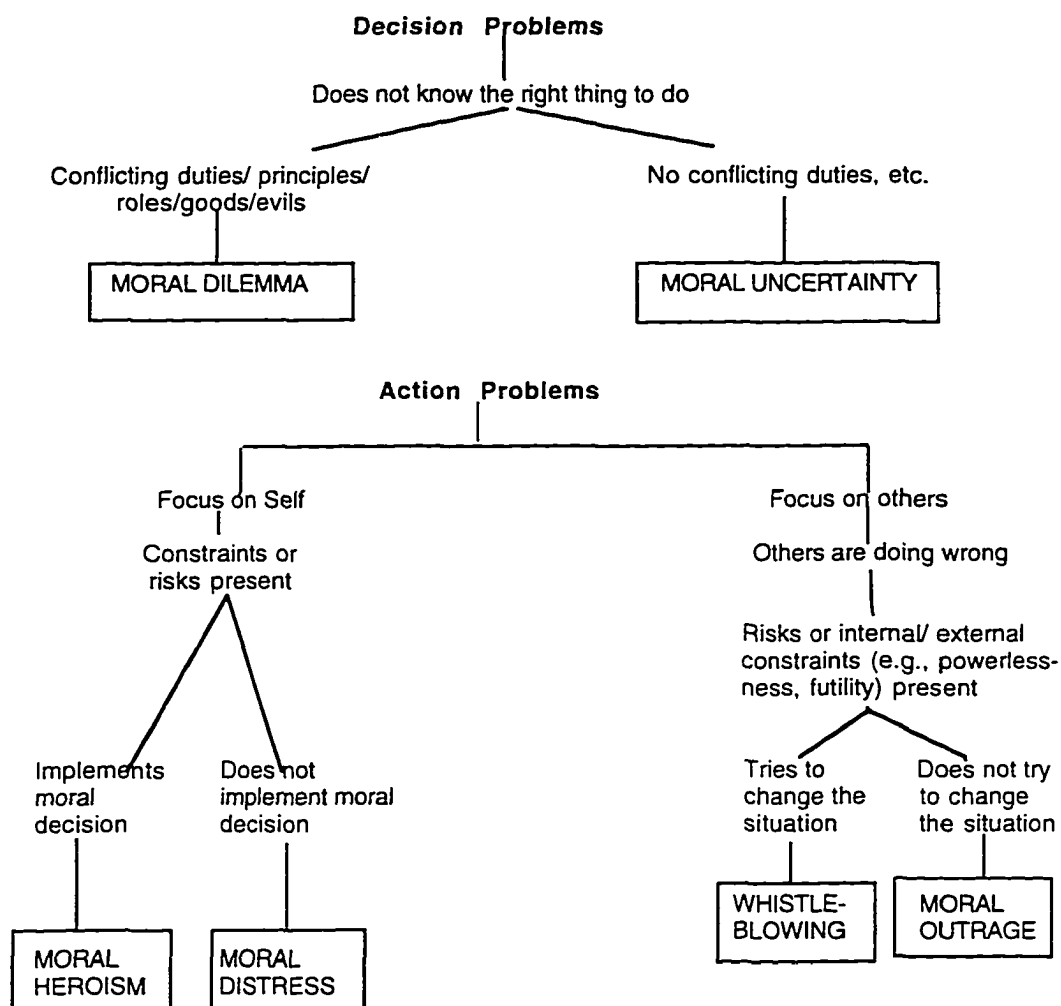 Decision Problems
Does not know the right thing to do
Conflicting duties/ principles/
roles/goods/evils
No conflicting duties, etc.
MORAL DILEMMA
MORAL UNCERTAINTY
Action Problems
Focus on Self
Focus on others
Constraints or
risks present
Others are doing wrong
Risks or internal/ external
constraints (e.g., powerless-
ness, futility) present
Implements
moral
decision
Does not
implement moral
decision
Tries to
change the
situation
Does not try
to change
the situation
MORAL
HEROISM
MORAL
DISTRESS
WHISTLE-
BLOWING
MORAL
OUTRAGE